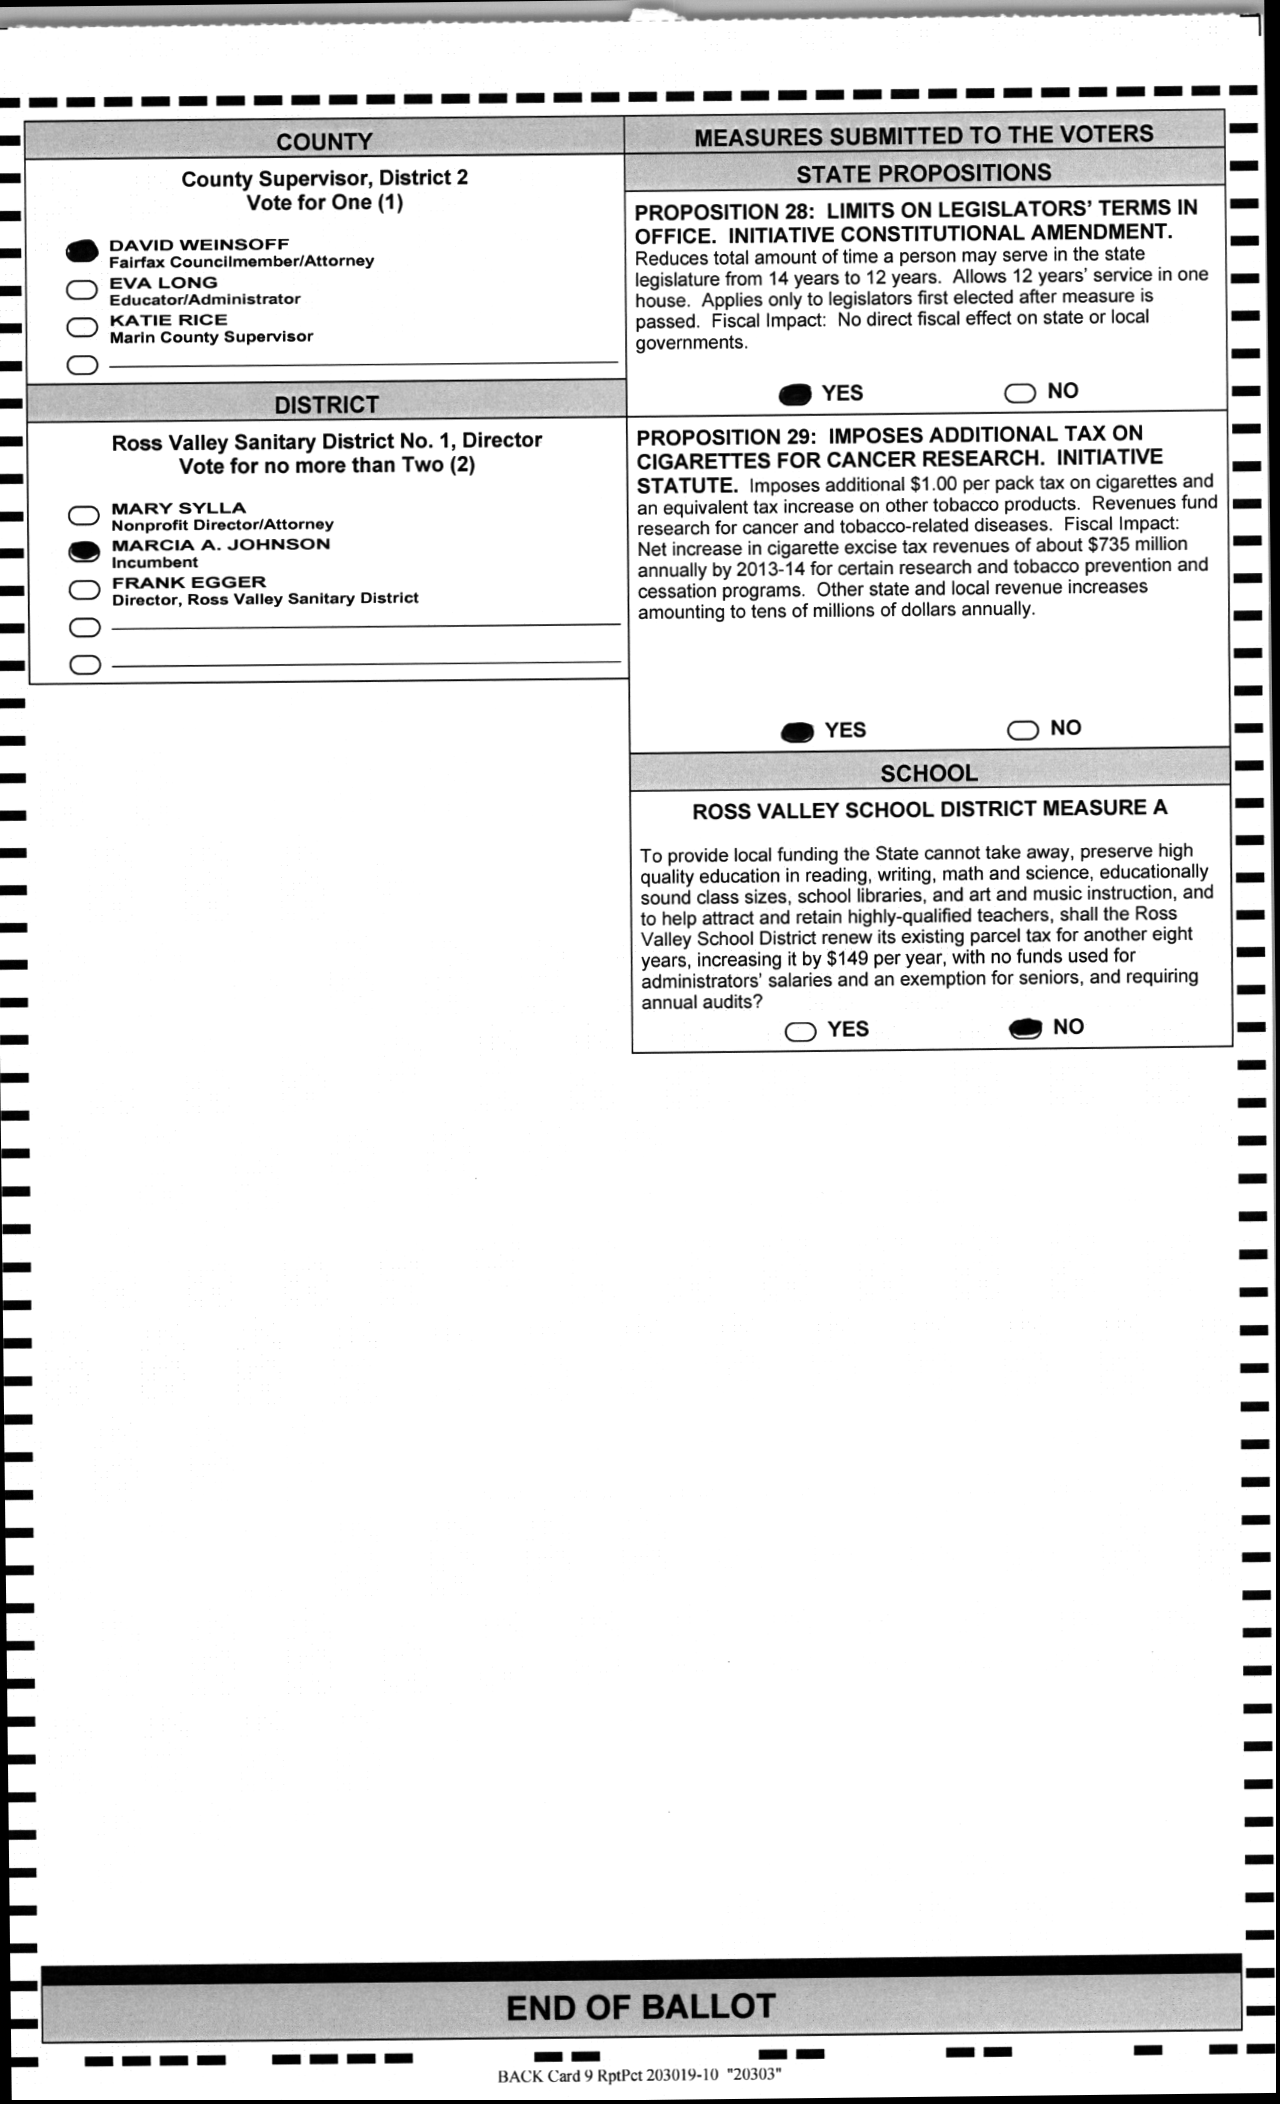 COUNTY
County Supervisor, District 2
Vote for One (1)
DAVID WEINSOFF
Fairfax Councilmember/Attorney
EVA LONG
Educator/Administrator
KATIE RICE
Marin County Supervisor
DISTRICT
Ross Valley Sanitary District No. 1, Director
Vote for no more than Two (2)
MARY SYLLA
Nonprofit Director/Attorney
MARCIA A. JOHNSON
Incumbent
FRANK EGGER
Director, Ross Valley Sanitary District
MEASURES SUBMITTED TO THE VOTERS
STATE PROPOSITIONS
PROPOSITION 28: LIMITS ON LEGISLATORS' TERMS IN
OFFICE. INITIATIVE CONSTITUTIONAL AMENDMENT.
Reduces total amount of time a person may serve in the state
legislature from 14 years to 12 years. Allows 12 years' service in one
house. Applies only to legislators first elected after measure is
passed. Fiscal Impact: No direct fiscal effect on state or local
governments.
YES NO
PROPOSITION 29: IMPOSES ADDITIONAL TAX ON
CIGARETTES FOR CANCER RESEARCH. INITIATIVE
STATUTE. Imposes additional $1.00 per pack tax on cigarettes and
an equivalent tax increase on other tobacco products. Revenues fund
research for cancer and tobacco-related diseases. Fiscal Impact:
Net increase in cigarette excise tax revenues of about $735 million
annually by 2013-14 for certain research and tobacco prevention and
cessation programs. Other state and local revenue increases
amounting to tens of millions of dollars annually.
YES NO
SCHOOL
ROSS VALLEY SCHOOL DISTRICT MEASURE A
To provide local funding the State cannot take away, preserve high
quality education in reading, writing, math and science, educationally
sound class sizes, school libraries, and art and music instruction, and
to help attract and retain highly-qualified teachers, shall the Ross
Valley School District renew its existing parcel tax for another eight
years, increasing it by $149 per year, with no funds used for
administrators' salaries and an exemption for seniors, and requiring
annual audits?
YES NO
END OF BALLOT
BACK Card 9 RptPct 203019-10 "20303"